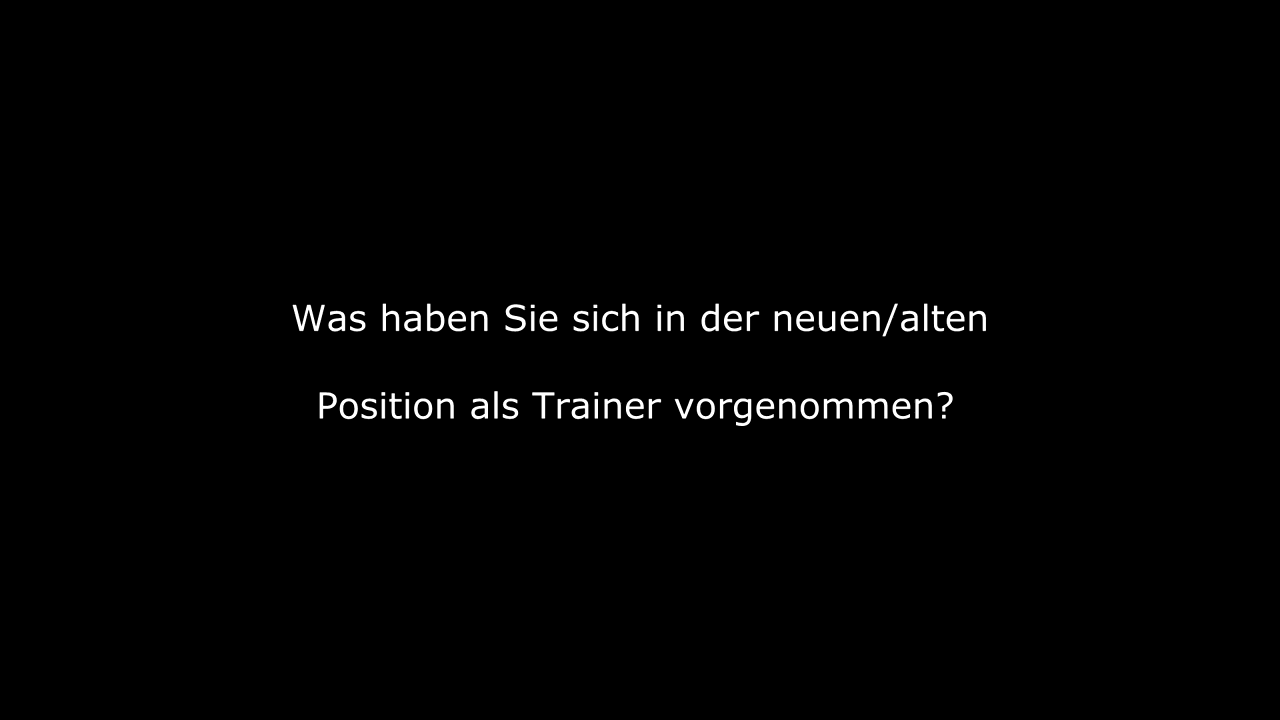 Was haben Sie sich in der neuen/alten
Position als Trainer vorgenommen?